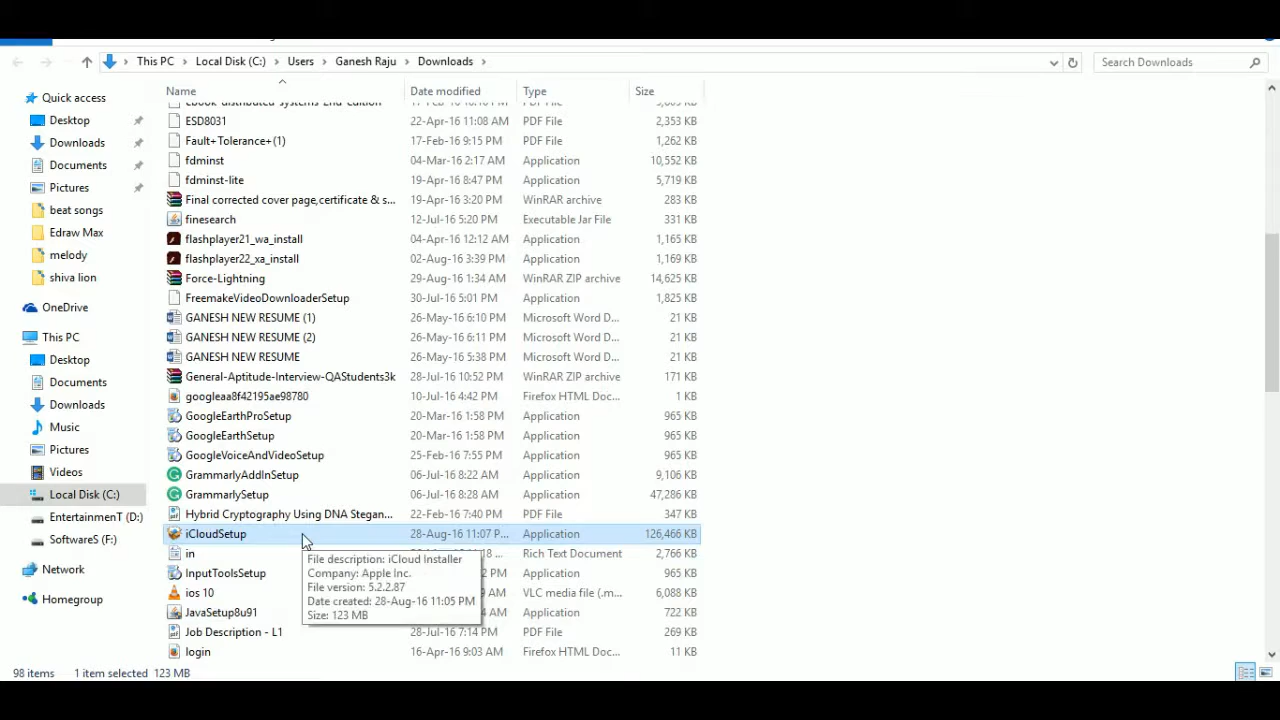 This PC Local Disk (C:) Users Ganesh Raju Downloads Search Downloads
Name Date modified Type Size
Quick access
Desktop
Downloads
Documents
Pictures
beat songs
Edraw Max
melody
shiva lion
OneDrive
This PC
Desktop
Documents
Downloads
Music
Pictures
Videos
Local Disk (C:)
EntertainmenT (D:)
SoftwareS (F:)
Network
Homegroup
ebook-distributed-systems-2nd-edition
ESD8031 22-Apr-16 11:08 AM PDF File 2,353 KB
Fault+Tolerance+(1) 17-Feb-16 9:15 PM PDF File 1,262 KB
fdminst 04-Mar-16 2:17 AM Application 10,552 KB
fdminst-lite 19-Apr-16 8:47 PM Application 5,719 KB
Final corrected cover page,certificate & s... 19-Apr-16 3:20 PM WinRAR archive 283 KB
finesearch 12-Jul-16 5:20 PM Executable Jar File 331 KB
flashplayer21_wa_install 04-Apr-16 12:12 AM Application 1,165 KB
flashplayer22_xa_install 02-Aug-16 3:39 PM Application 1,169 KB
Force-Lightning 29-Aug-16 1:34 AM WinRAR ZIP archive 14,625 KB
FreemakeVideoDownloaderSetup 30-Jul-16 5:01 PM Application 1,825 KB
GANESH NEW RESUME (1) 26-May-16 6:10 PM Microsoft Word D... 21 KB
GANESH NEW RESUME (2) 26-May-16 6:11 PM Microsoft Word D... 21 KB
GANESH NEW RESUME 26-May-16 5:38 PM Microsoft Word D... 21 KB
General-Aptitude-Interview-QAStudents3k 28-Jul-16 10:52 PM WinRAR ZIP archive 171 KB
googleaa8f42195ae98780 10-Jul-16 4:42 PM Firefox HTML Doc... 1 KB
GoogleEarthProSetup 20-Mar-16 1:58 PM Application 965 KB
GoogleEarthSetup 20-Mar-16 1:58 PM Application 965 KB
GoogleVoiceAndVideoSetup 25-Feb-16 7:55 PM Application 965 KB
GrammarlyAddInSetup 06-Jul-16 8:22 AM Application 9,106 KB
GrammarlySetup 06-Jul-16 8:28 AM Application 47,286 KB
Hybrid Cryptography Using DNA Stegan... 22-Feb-16 7:40 PM PDF File 347 KB
iCloudSetup 28-Aug-16 11:07 P... Application 126,466 KB
in Rich Text Document 2,766 KB
InputToolsSetup PM Application 965 KB
ios 10 VLC media file (.m... 6,088 KB
JavaSetup8u91 AM Application 722 KB
Job Description - L1 28-Jul-16 7:14 PM PDF File 269 KB
login 16-Apr-16 9:03 AM Firefox HTML Doc... 11 KB
File description: iCloud Installer
Company: Apple Inc.
File version: 5.2.2.87
Date created: 28-Aug-16 11:05 PM
Size: 123 MB
98 items 1 item selected 123 MB